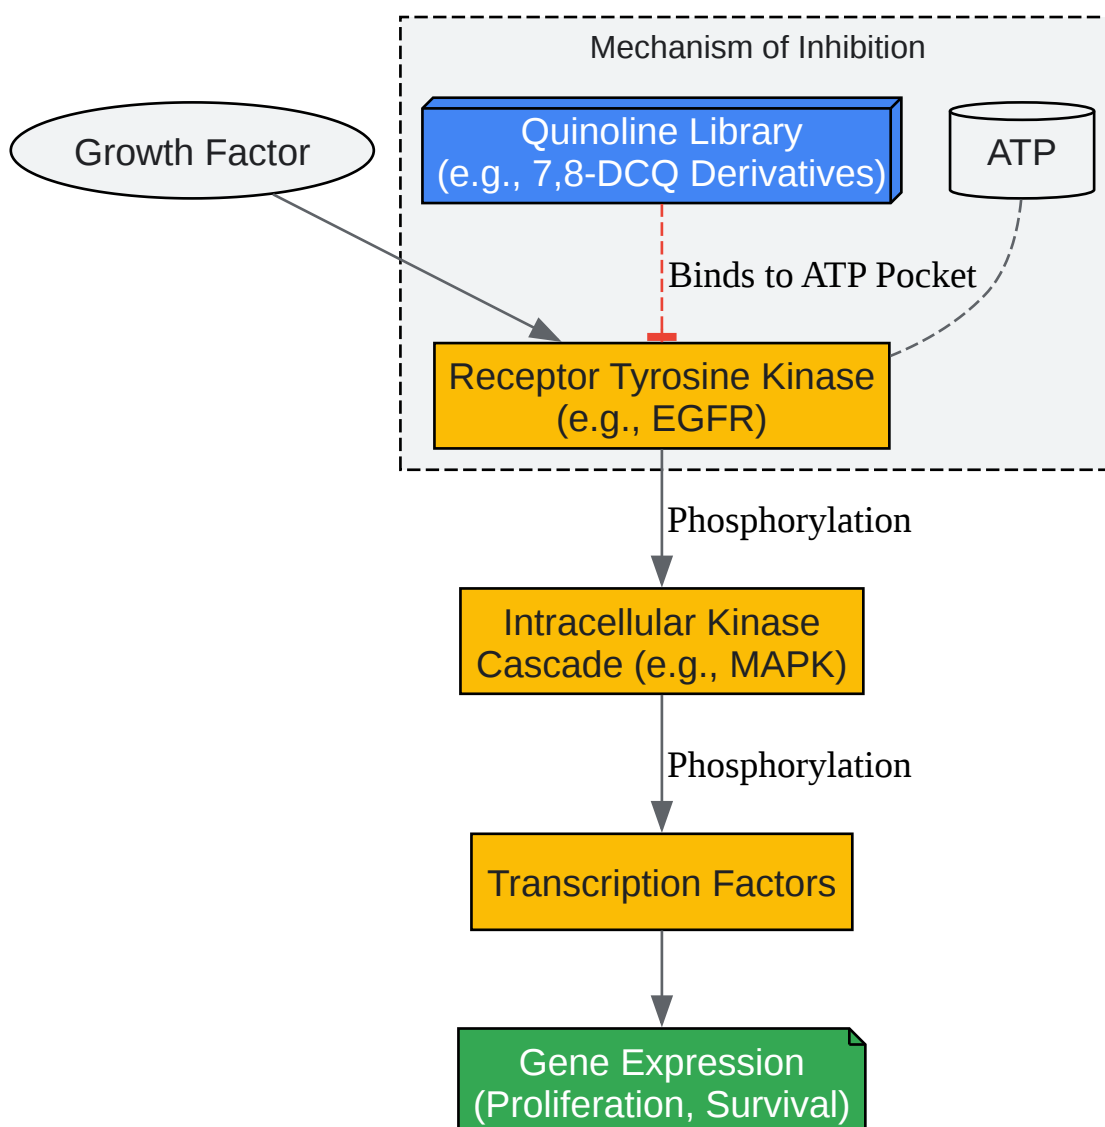 Mechanism of Inhibition
Growth Factor
Quinoline Library
(e.g., 7,8-DCQ Derivatives)
ATP
Binds to ATP Pocket
Receptor Tyrosine Kinase
(e.g., EGFR)
Phosphorylation
Intracellular Kinase
Cascade (e.g., MAPK)
Phosphorylation
Transcription Factors
Gene Expression
(Proliferation, Survival)